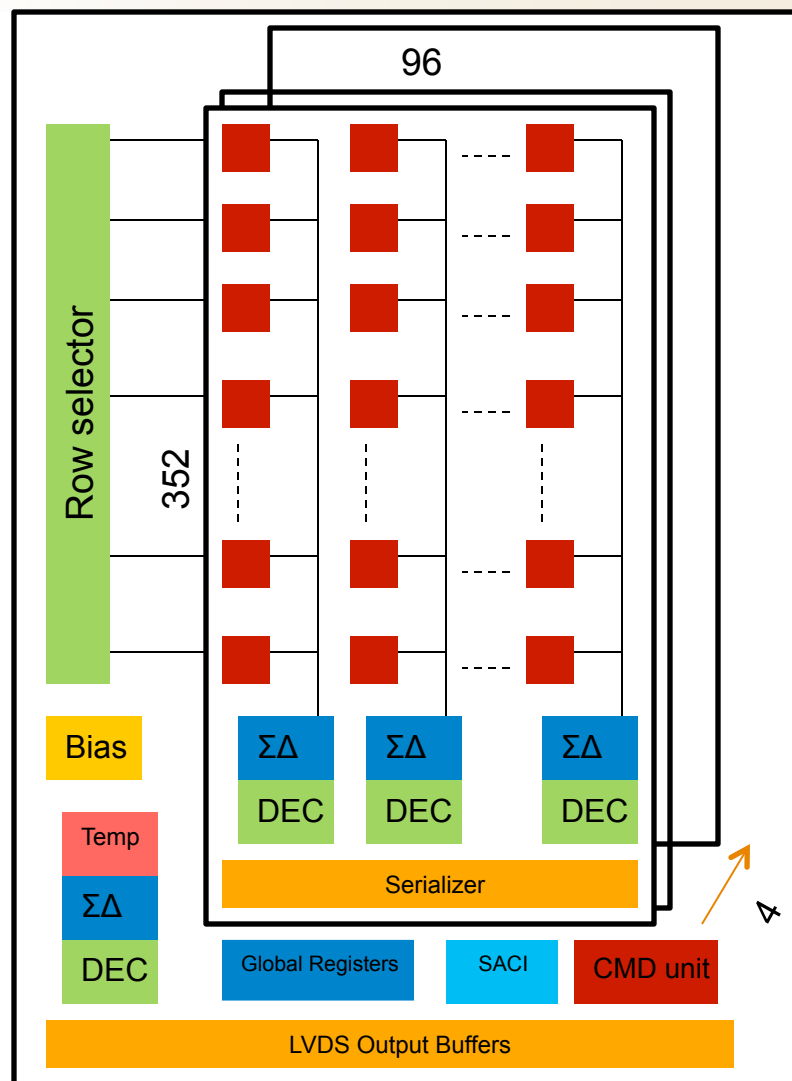 96
Row selector
352
Bias
ΣΔ ΣΔ ΣΔ
DEC DEC DEC
Temp
ΣΔ
DEC
Serializer
4
Global Registers
SACI
CMD unit
LVDS Output Buffers